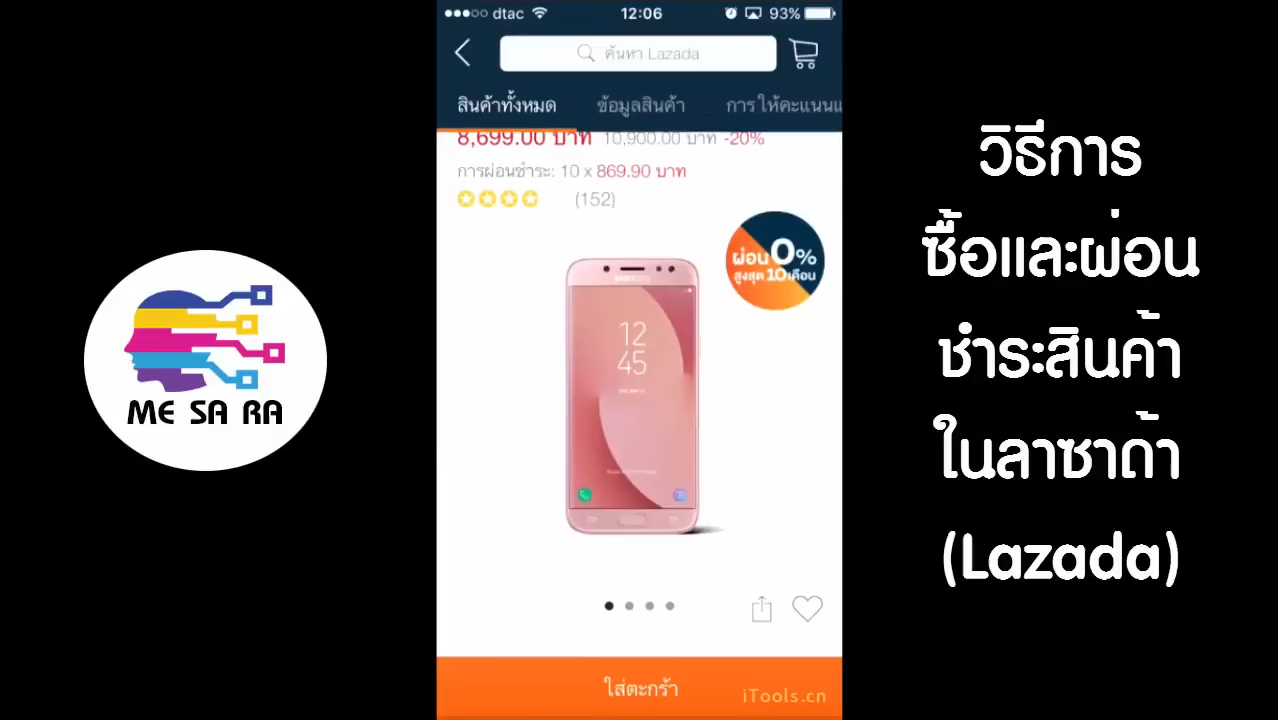 dtac 12:06 93%
ค้นหา Lazada
สินค้าทั้งหมด ข้อมูลสินค้า การให้คะแนนแ
8,699.00 บาท 10,900.00 บาท -20%
การผ่อนชำระ: 10 x 869.90 บาท
(152)
ผ่อน 0%
สูงสุด 10 เดือน
SAMSUNG
12
45
ใส่ตะกร้า
iTools.cn
ME SA RA
วิธีการ
ซื้อและผ่อน
ชำระสินค้า
ในลาซาด้า
(Lazada)